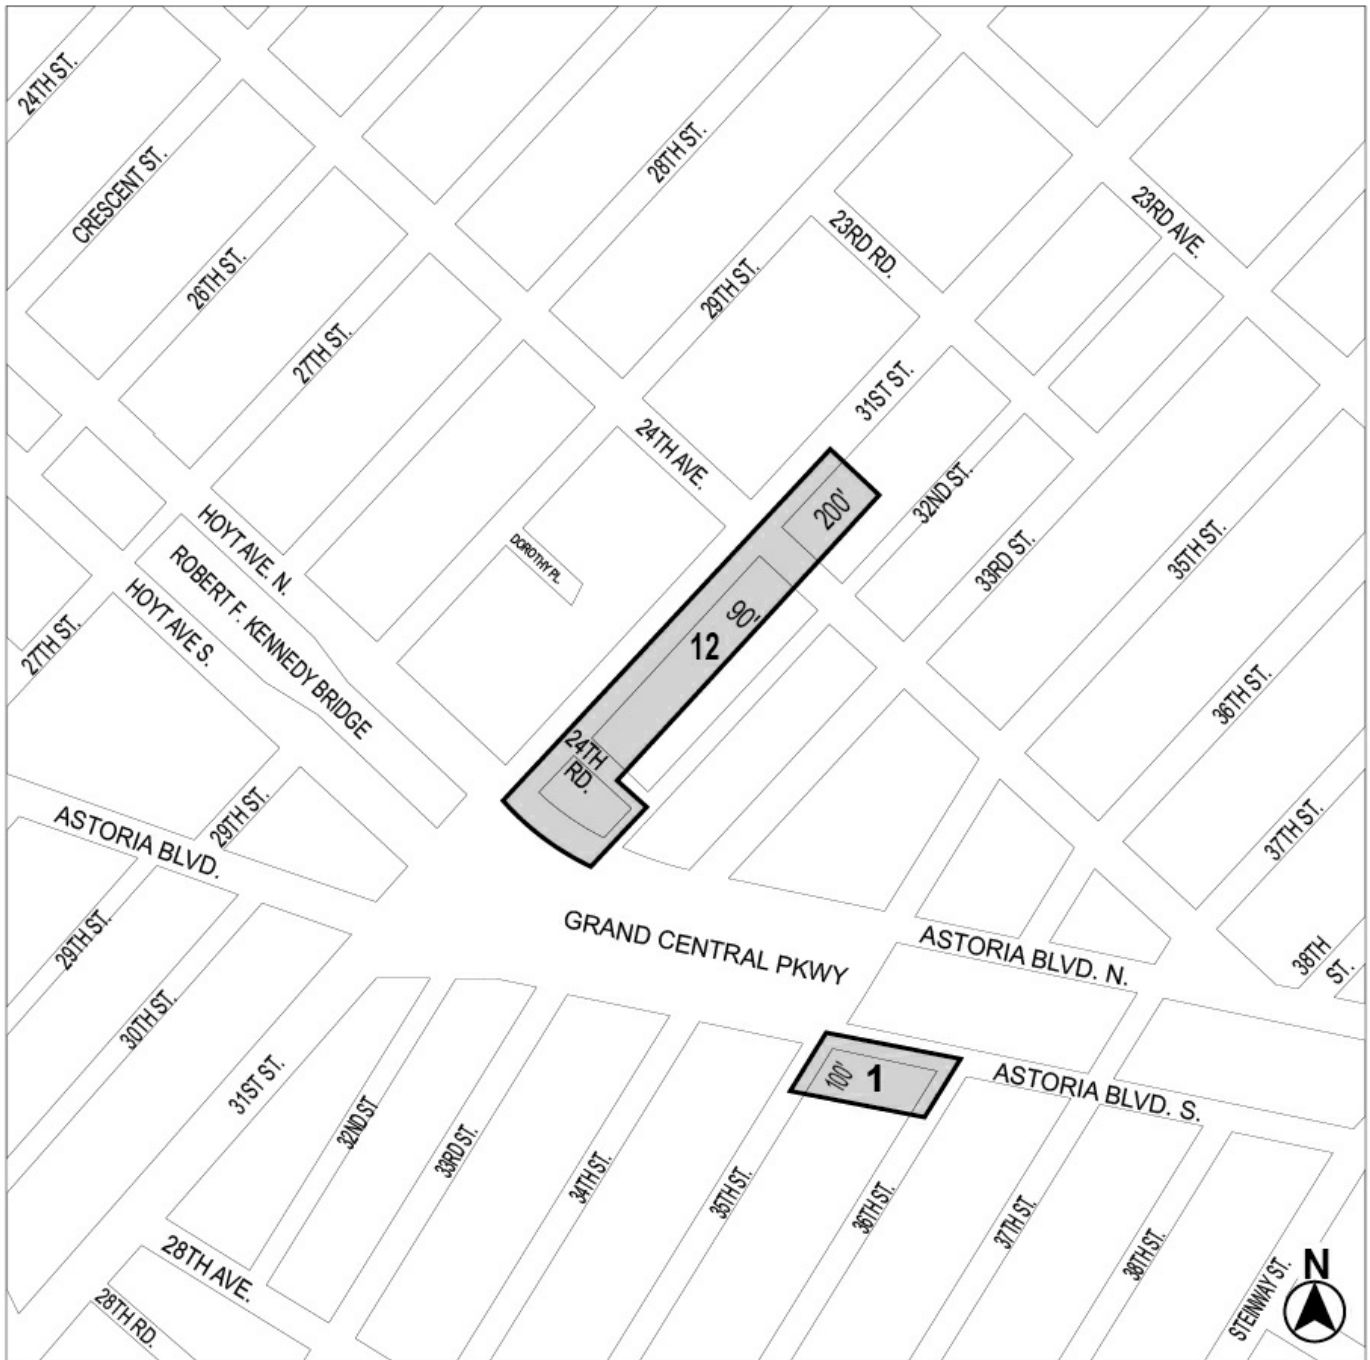 24TH ST.
CRESCENT ST.
26TH ST.
27TH ST.
28TH ST.
29TH ST.
23RD RD.
23RD AVE.
31ST ST.
24TH AVE.
200'
32ND ST.
33RD ST.
35TH ST.
HOYT AVE. N.
ROBERT F. KENNEDY BRIDGE
HOYT AVE S.
27TH ST.
DOROTHY PL.
90'
12
36TH ST.
24TH
RD.
29TH ST.
ASTORIA BLVD.
37TH ST.
29TH ST.
GRAND CENTRAL PKWY
ASTORIA BLVD. N.
38TH
ST.
30TH ST.
31ST ST.
100'
1
ASTORIA BLVD. S.
32ND ST
33RD ST.
34TH ST.
35TH ST.
36TH ST.
37TH ST.
38TH ST.
STEINWAY ST.
28TH AVE.
28TH RD.
N